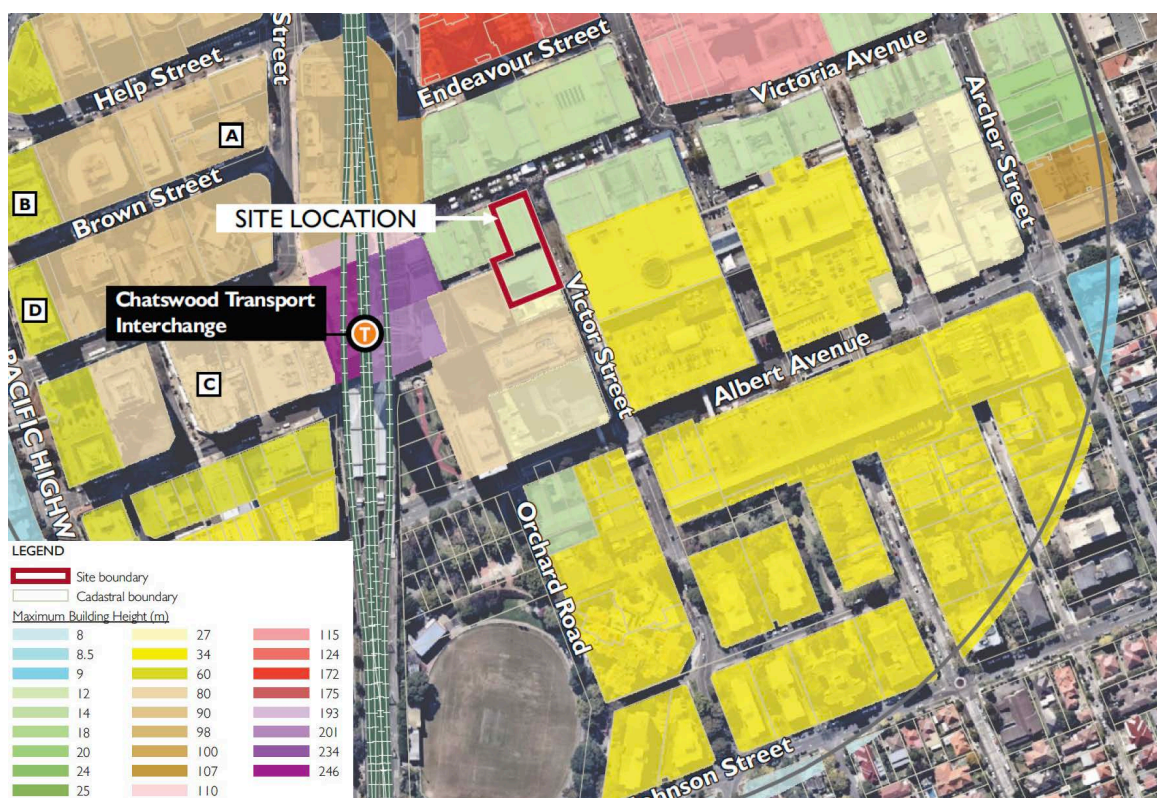 Help Street
Street
Endeavour Street
Victoria Avenue
Archer Street
A
B
Brown Street
SITE LOCATION
D
Chatswood Transport
Interchange
T
C
Victor Street
Albert Avenue
PACIFIC HIGHW
Orchard Road
ohnson Street
LEGEND
Site boundary
Cadastral boundary
Maximum Building Height (m)
8
8.5
9
12
14
18
20
24
25
27
34
60
80
90
98
100
107
110
115
124
172
175
193
201
234
246